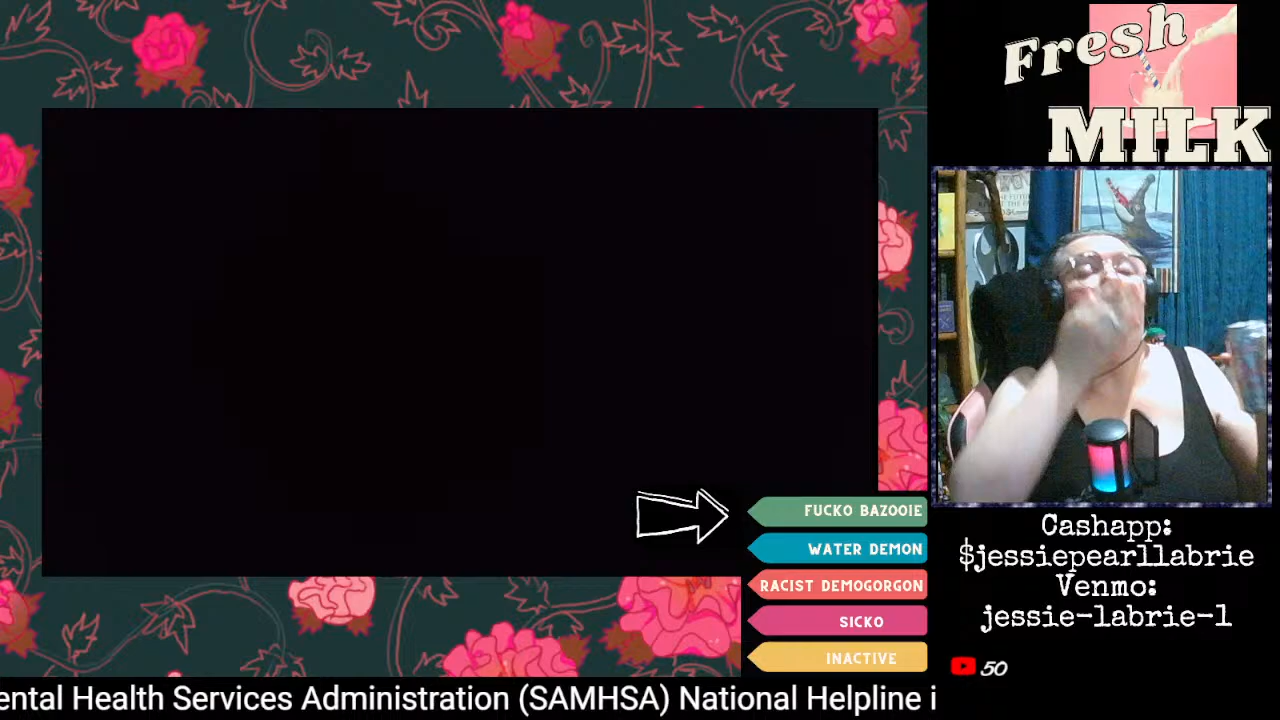 Fresh
MILK
FUCKO BAZOOIE
WATER DEMON
RACIST DEMOGORGON
SICKO
INACTIVE
Cashapp:
$jessiepearllabrie
Venmo:
jessie-labrie-1
50
ental Health Services Administration (SAMHSA) National Helpline i